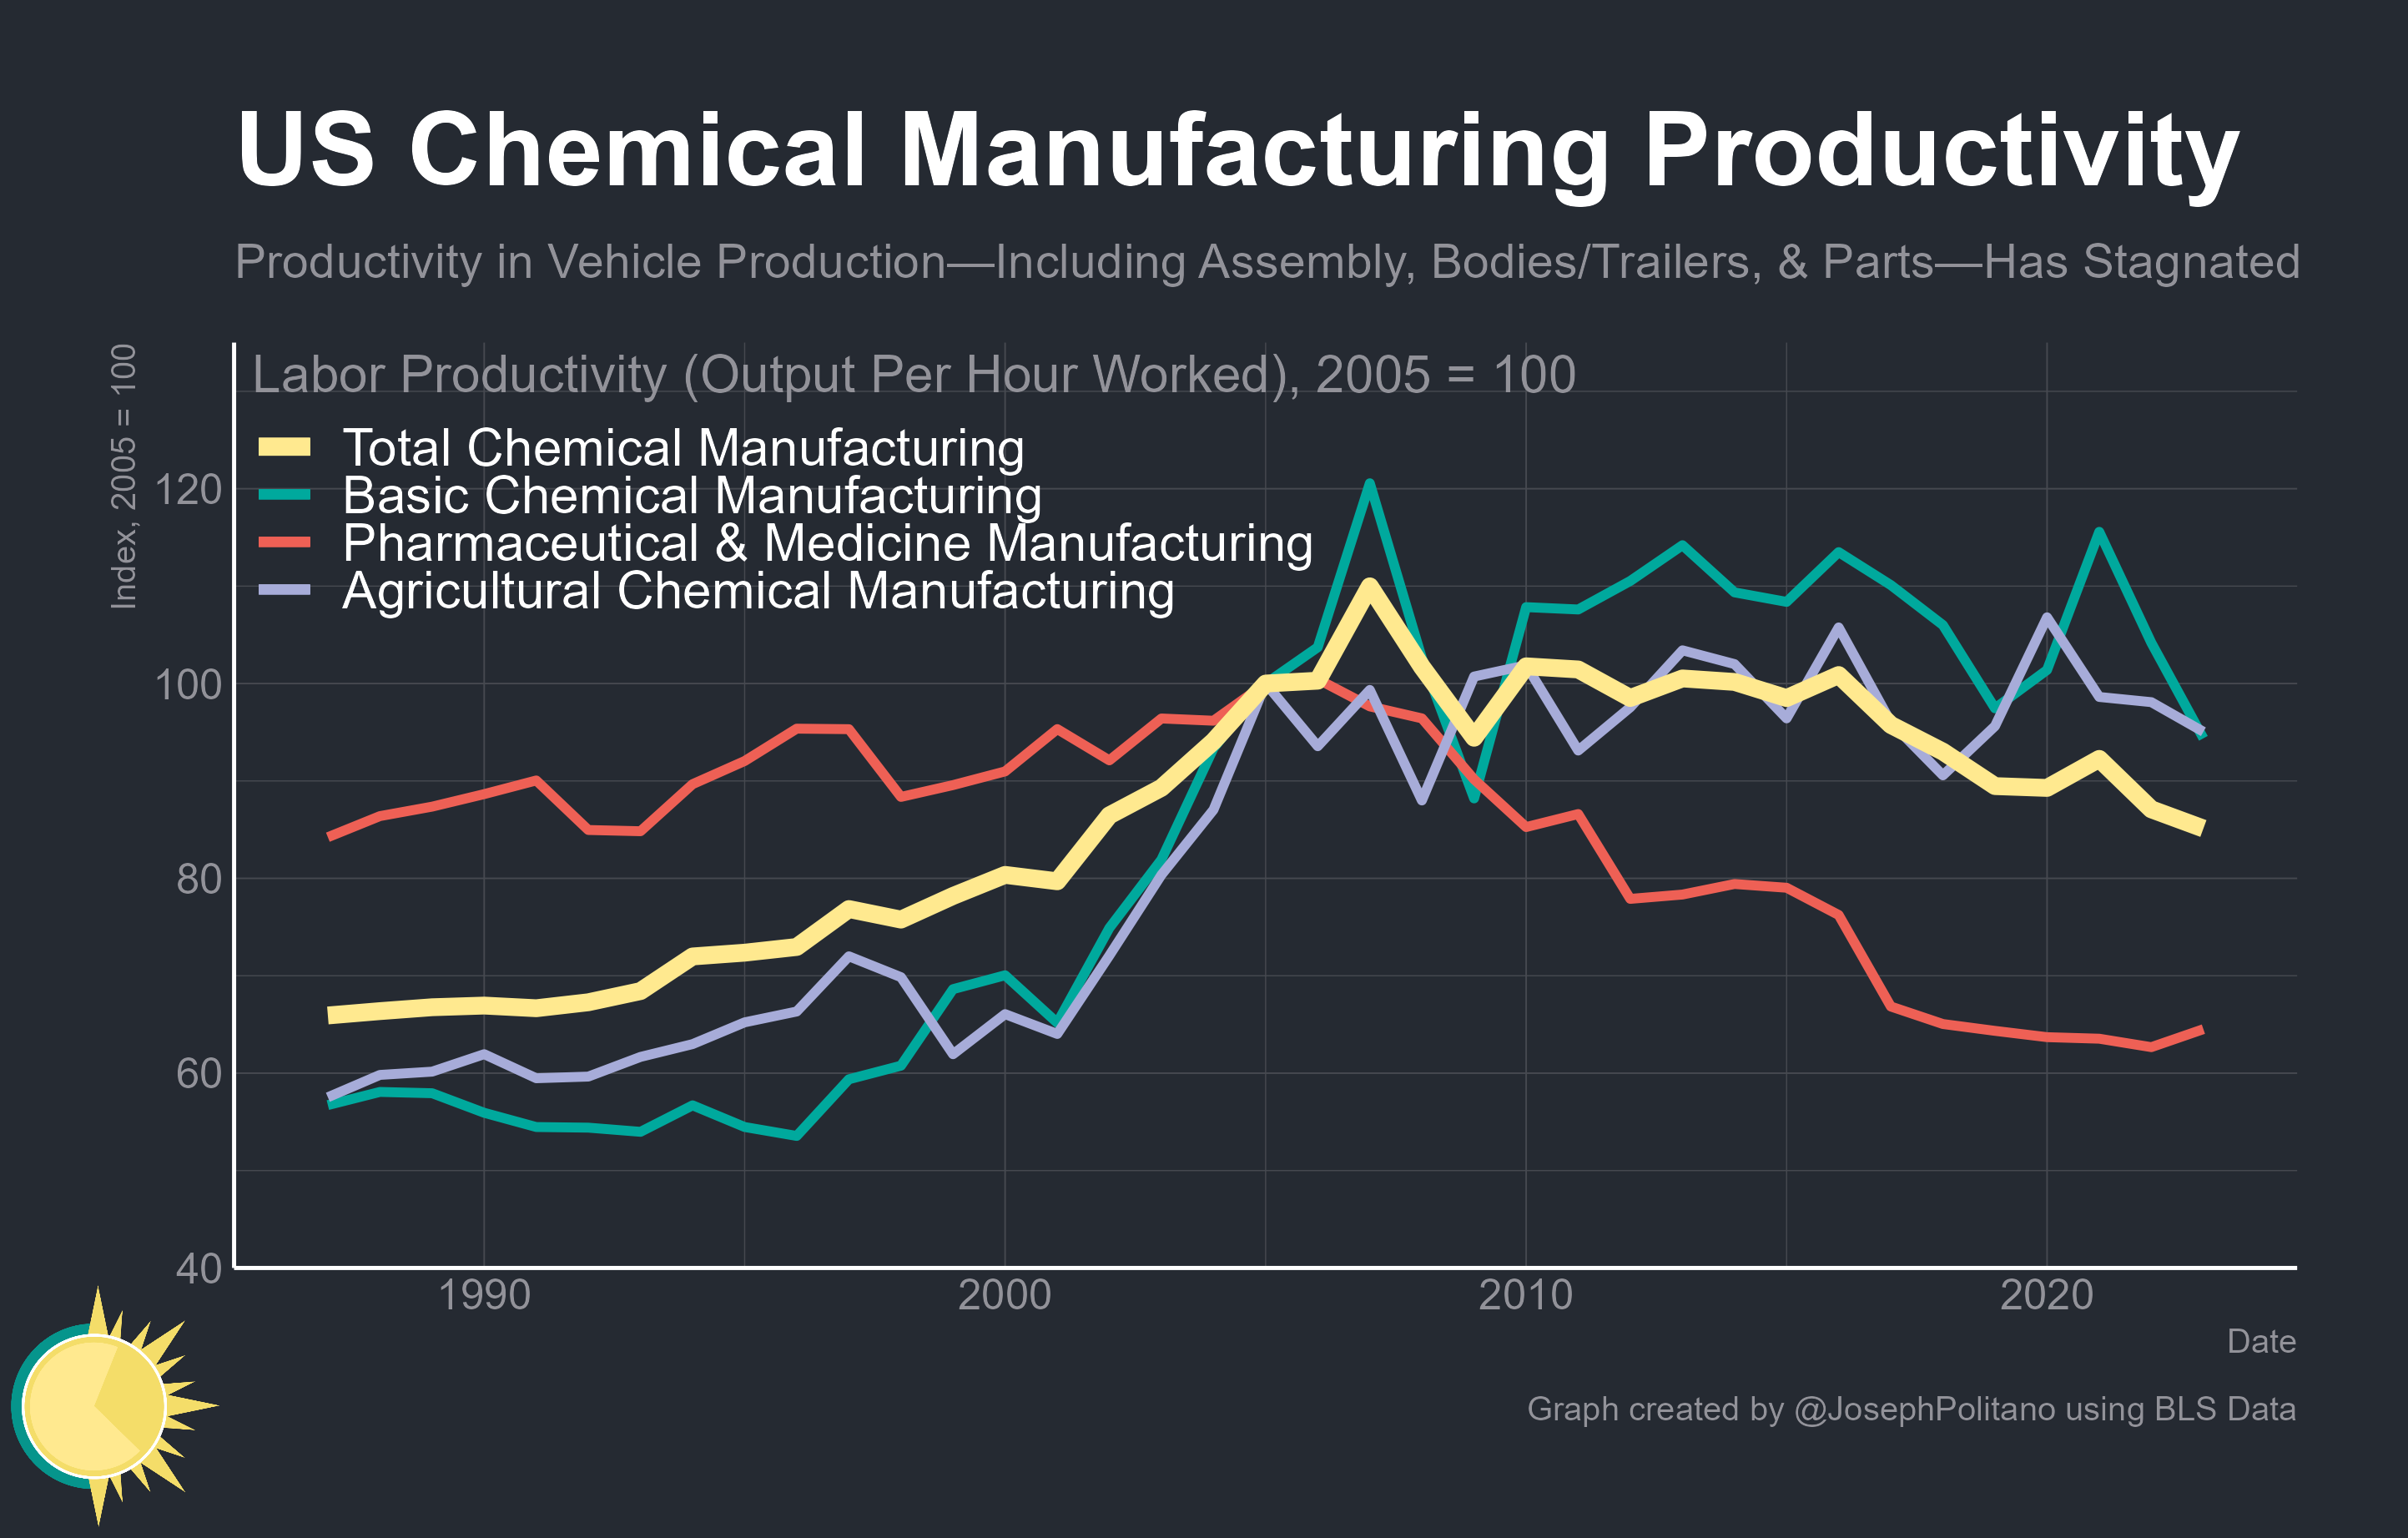 US Chemical Manufacturing Productivity
Productivity in Vehicle Production—Including Assembly, Bodies/Trailers, & Parts—Has Stagnated
Index, 2005 = 100
Labor Productivity (Output Per Hour Worked), 2005 = 100
Total Chemical Manufacturing
Basic Chemical Manufacturing
Pharmaceutical & Medicine Manufacturing
Agricultural Chemical Manufacturing
120
100
80
60
40
1990 2000 2010 2020
Date
Graph created by @JosephPolitano using BLS Data